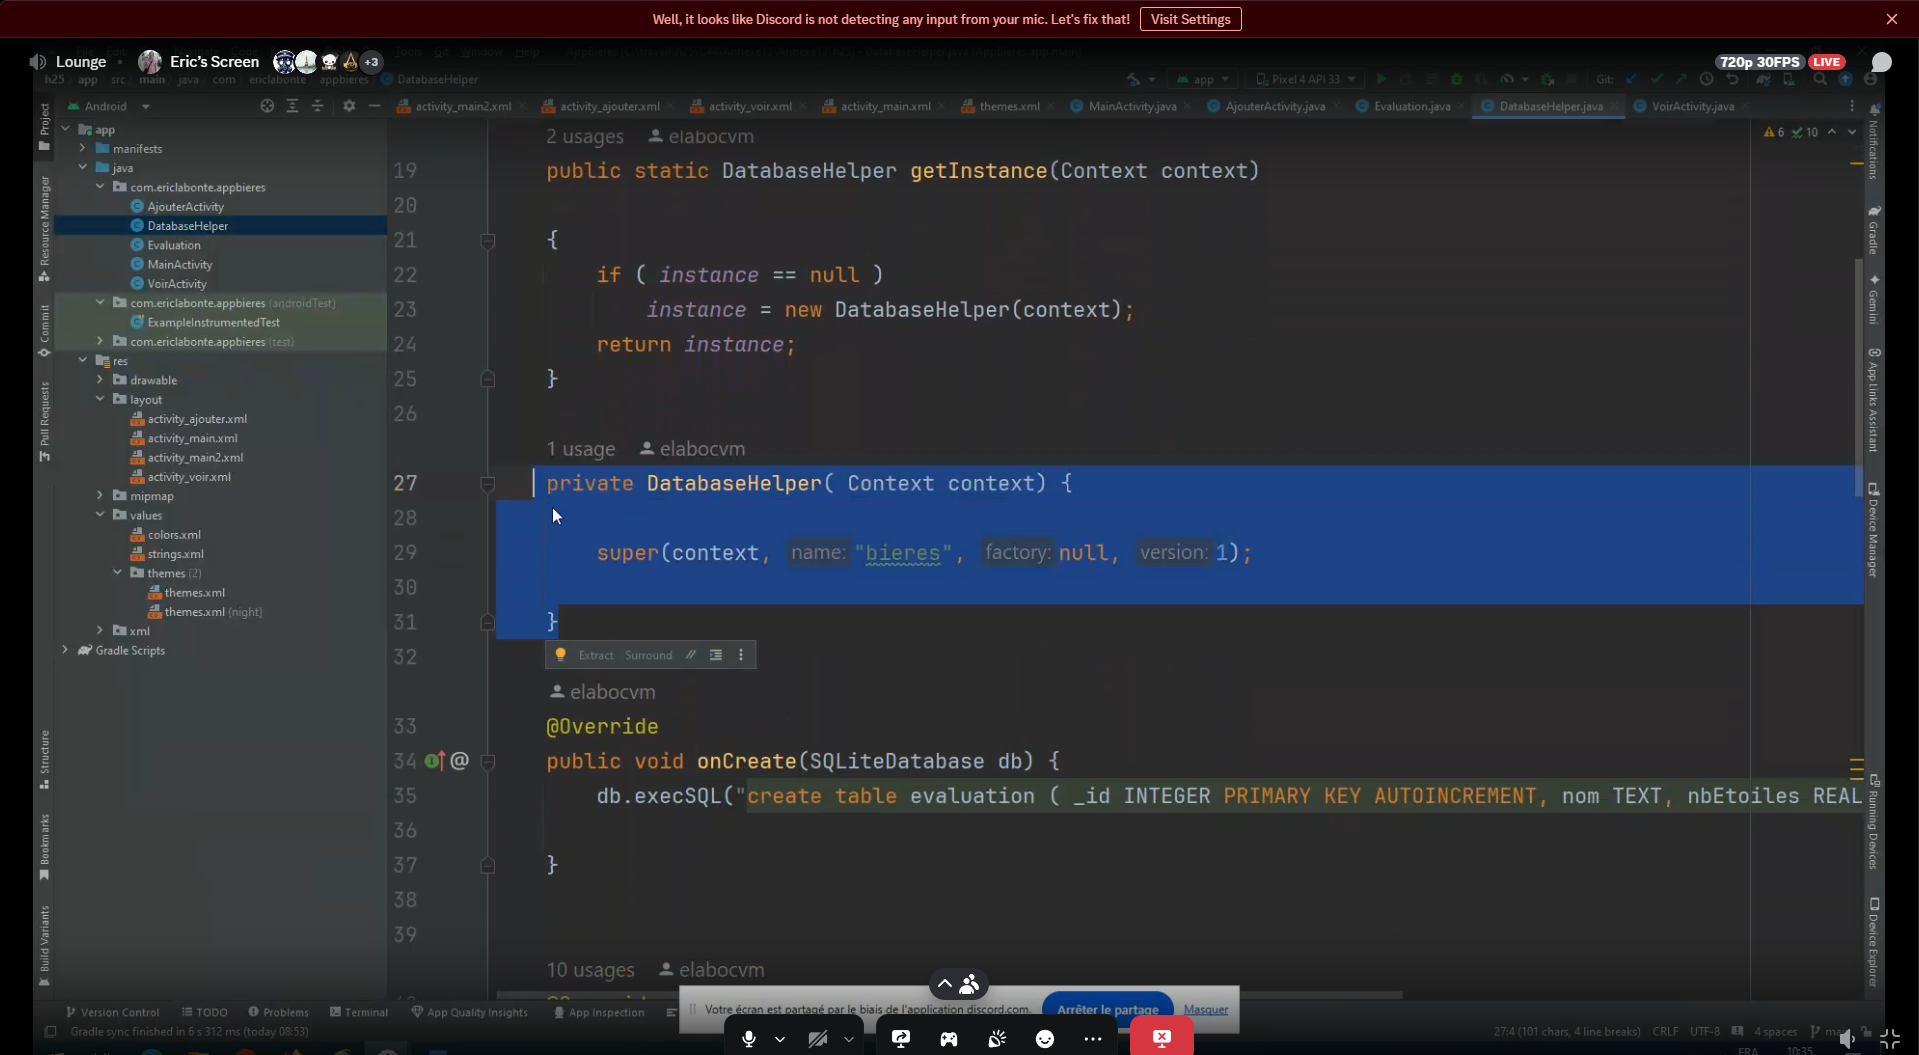 Well, it looks like Discord is not detecting any input from your mic. Let's fix that! Visit Settings
Lounge · Eric's Screen +3
720p 30FPS LIVE
h25 app src main java com ericlabonte appbieres DatabaseHelper
app Pixel 4 API 33 Git:
Android
activity_main2.xml activity_ajouter.xml activity_voir.xml activity_main.xml themes.xml MainActivity.java AjouterActivity.java Evaluation.java DatabaseHelper.java VoirActivity.java
Project
Resource Manager
Commit
Pull Requests
Structure
Bookmarks
Build Variants
app
manifests
java
com.ericlabonte.appbieres
AjouterActivity
DatabaseHelper
Evaluation
MainActivity
VoirActivity
com.ericlabonte.appbieres (androidTest)
ExampleInstrumentedTest
com.ericlabonte.appbieres (test)
res
drawable
layout
activity_ajouter.xml
activity_main.xml
activity_main2.xml
activity_voir.xml
mipmap
values
colors.xml
strings.xml
themes (2)
themes.xml
themes.xml (night)
xml
Gradle Scripts
6 10
2 usages elabocvm
19 public static DatabaseHelper getInstance(Context context)
20
21 {
22 if ( instance == null )
23 instance = new DatabaseHelper(context);
24 return instance;
25 }
26
1 usage elabocvm
27 private DatabaseHelper( Context context) {
28
29 super(context, name: "bieres", factory: null, version: 1);
30
31 }
Extract Surround
32
elabocvm
33 @Override
34 public void onCreate(SQLiteDatabase db) {
35 db.execSQL("create table evaluation ( _id INTEGER PRIMARY KEY AUTOINCREMENT, nom TEXT, nbEtoiles REAL
36
37 }
38
39
10 usages elabocvm
Notifications
Gradle
Gemini
App Links Assistant
Device Manager
Running Devices
Device Explorer
Version Control TODO Problems Terminal App Quality Insights App Inspection
Votre écran est partagé par le biais de l'application discord.com. Arrêter le partage Masquer
Gradle sync finished in 6 s 312 ms (today 08:53)
27:4 (101 chars, 4 line breaks) CRLF UTF-8 4 spaces
FRA 10:35